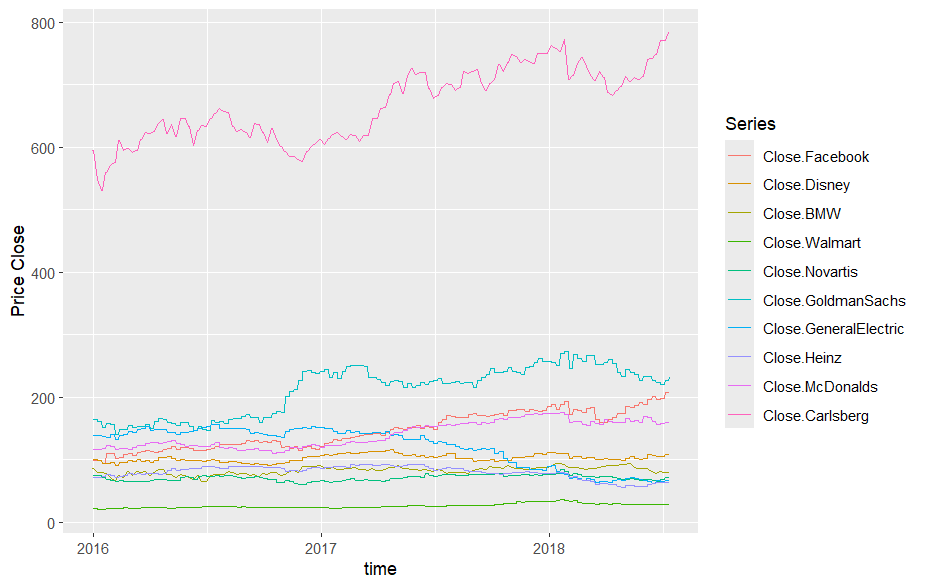 800
600
400
200
0
Price Close
2016
2017
2018
time
Series
Close.Facebook
Close.Disney
Close.BMW
Close.Walmart
Close.Novartis
Close.GoldmanSachs
Close.GeneralElectric
Close.Heinz
Close.McDonalds
Close.Carlsberg